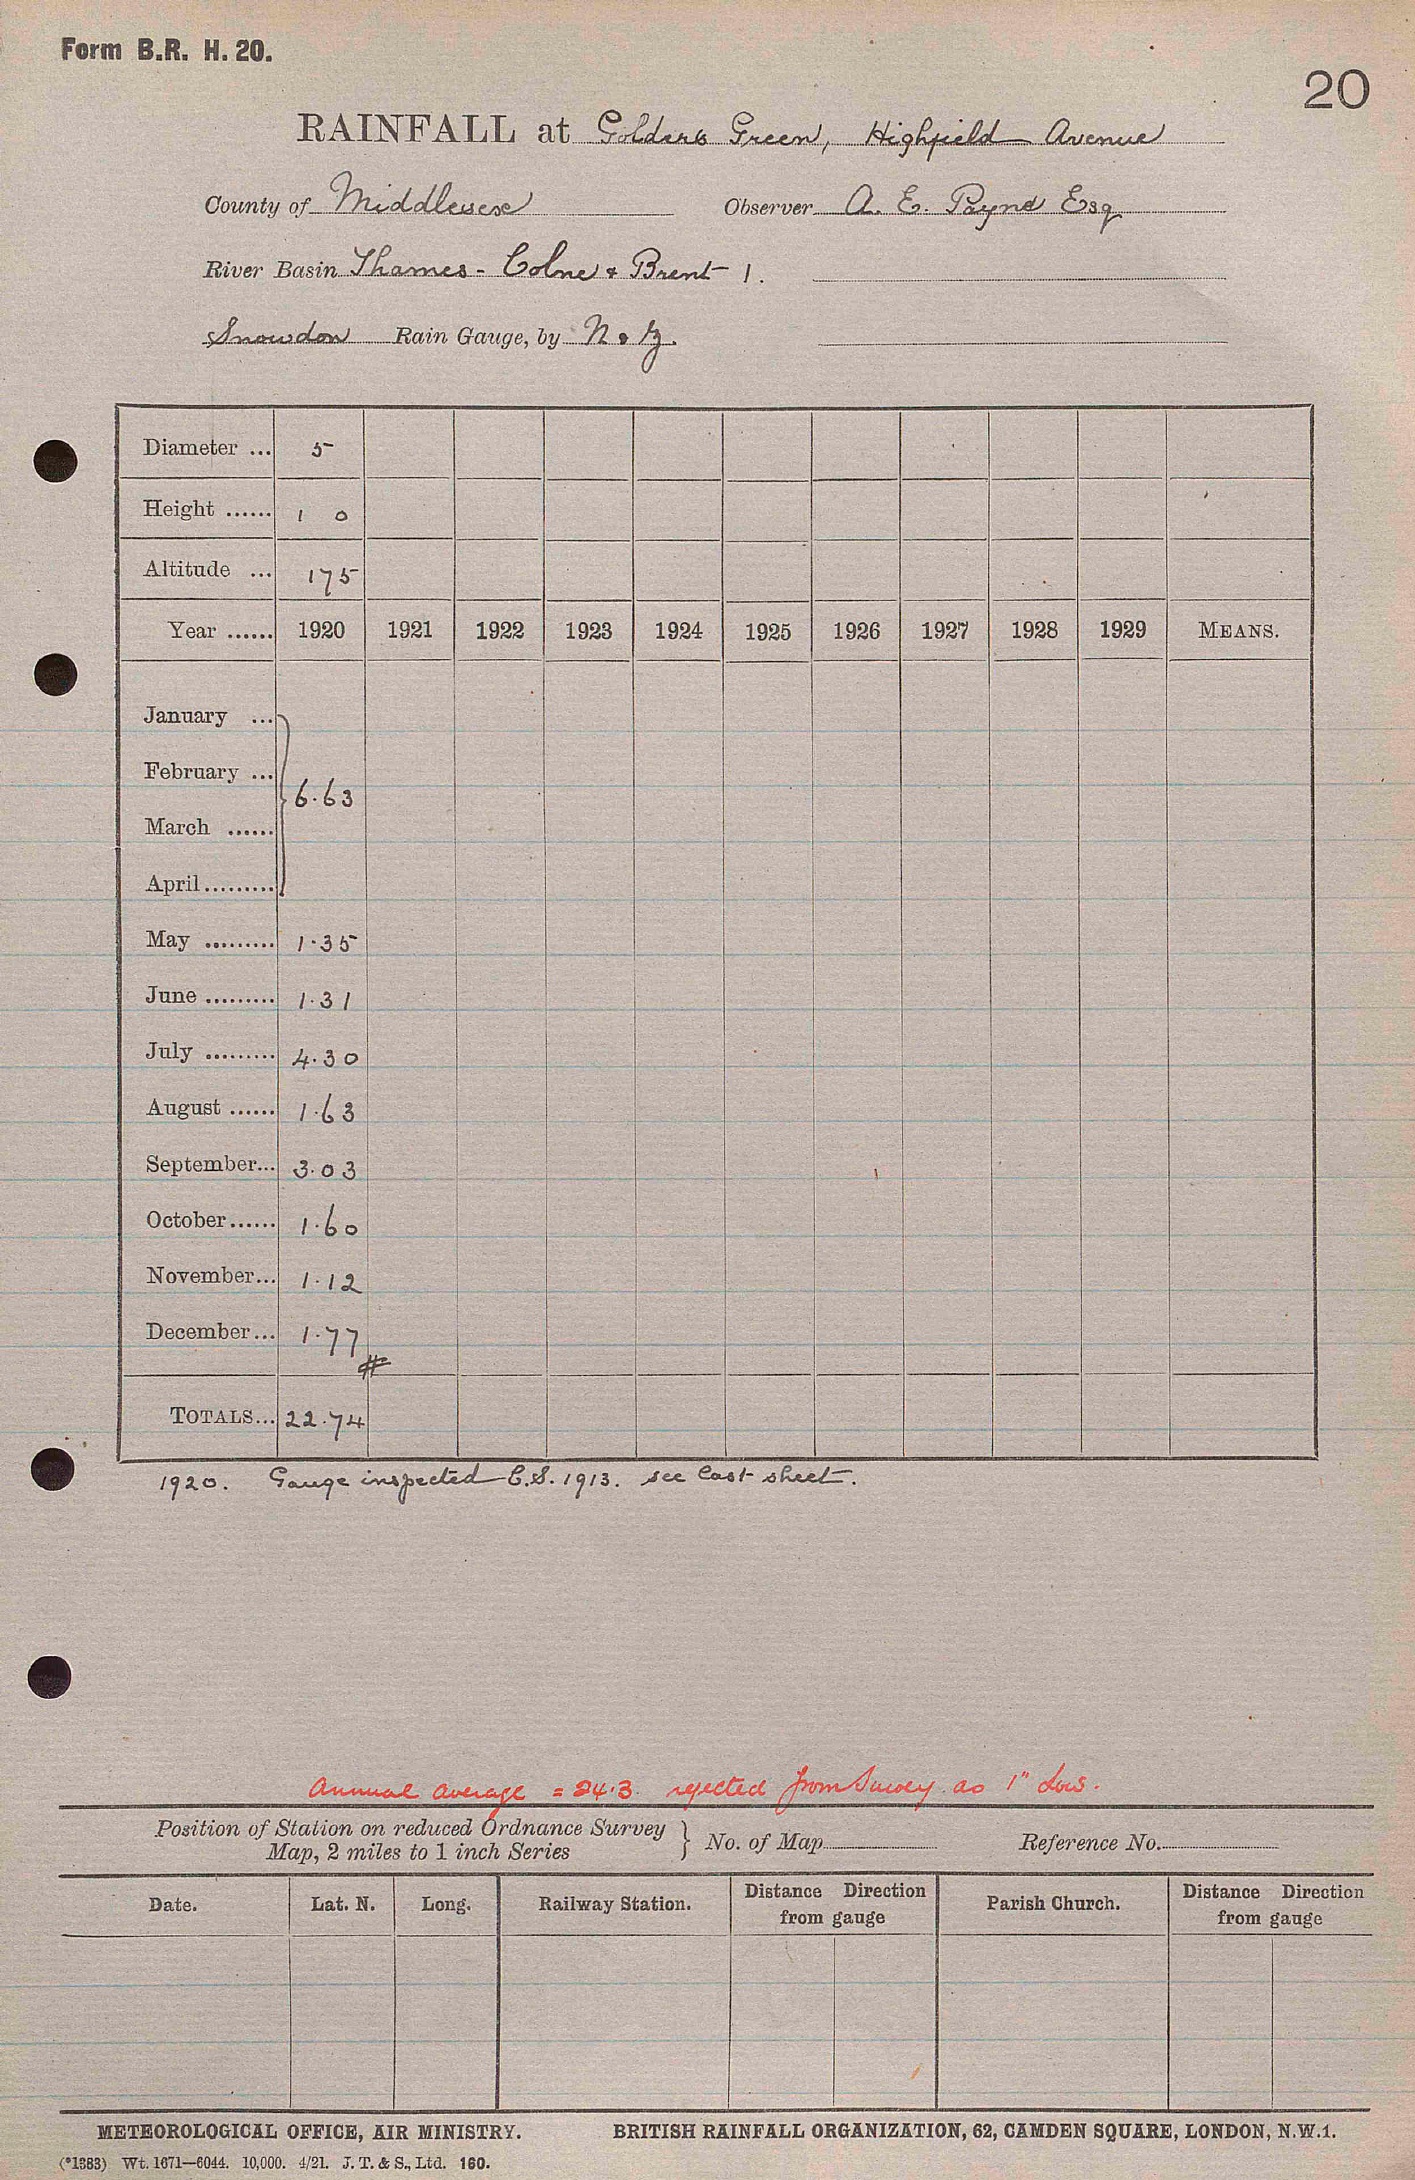 Form B.R. H. 20.
20
RAINFALL at Golders Green, Highfield Avenue
County of Middlesex Observer A. E. Payne Esq
River Basin Thames - Colne & Brent 1.
Snowdon Rain Gauge, by N & Z.
Diameter ... 5
Height ...... 1 0
Altitude ... 175
Year ...... 1920 1921 1922 1923 1924 1925 1926 1927 1928 1929 MEANS.
January ...
February ...
6.63
March ......
April.........
May ......... 1.35
June ......... 1.31
July ......... 4.30
August ...... 1.63
September... 3.03
October...... 1.60
November... 1.12
December... 1.77
#
TOTALS... 22.74
1920. Gauge inspected C.S. 1913. see last sheet.
Annual average = 24.3 rejected from Survey as 1" Low.
Position of Station on reduced Ordnance Survey
Map, 2 miles to 1 inch Series } No. of Map Reference No.
Date. Lat. N. Long. Railway Station. Distance Direction from gauge Parish Church. Distance Direction from gauge
METEOROLOGICAL OFFICE, AIR MINISTRY. BRITISH RAINFALL ORGANIZATION, 62, CAMDEN SQUARE, LONDON, N.W.1.
(*1383) Wt. 1671—6044. 10,000. 4/21. J. T. & S., Ltd. 160.